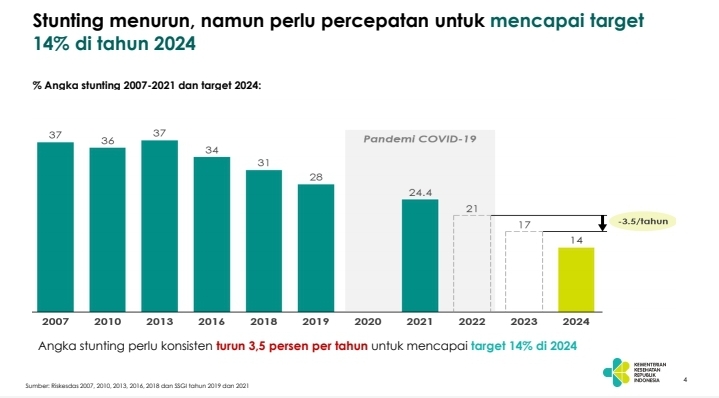 Stunting menurun, namun perlu percepatan untuk mencapai target
14% di tahun 2024
% Angka stunting 2007-2021 dan target 2024:
Pandemi COVID-19
37
36
37
34
31
28
24.4
21
17
14
-3.5/tahun
2007 2010 2013 2016 2018 2019 2020 2021 2022 2023 2024
Angka stunting perlu konsisten turun 3,5 persen per tahun untuk mencapai target 14% di 2024
KEMENTERIAN
KESEHATAN
REPUBLIK
INDONESIA
4
Sumber: Riskesdas 2007, 2010, 2013, 2016, 2018 dan SSGI tahun 2019 dan 2021